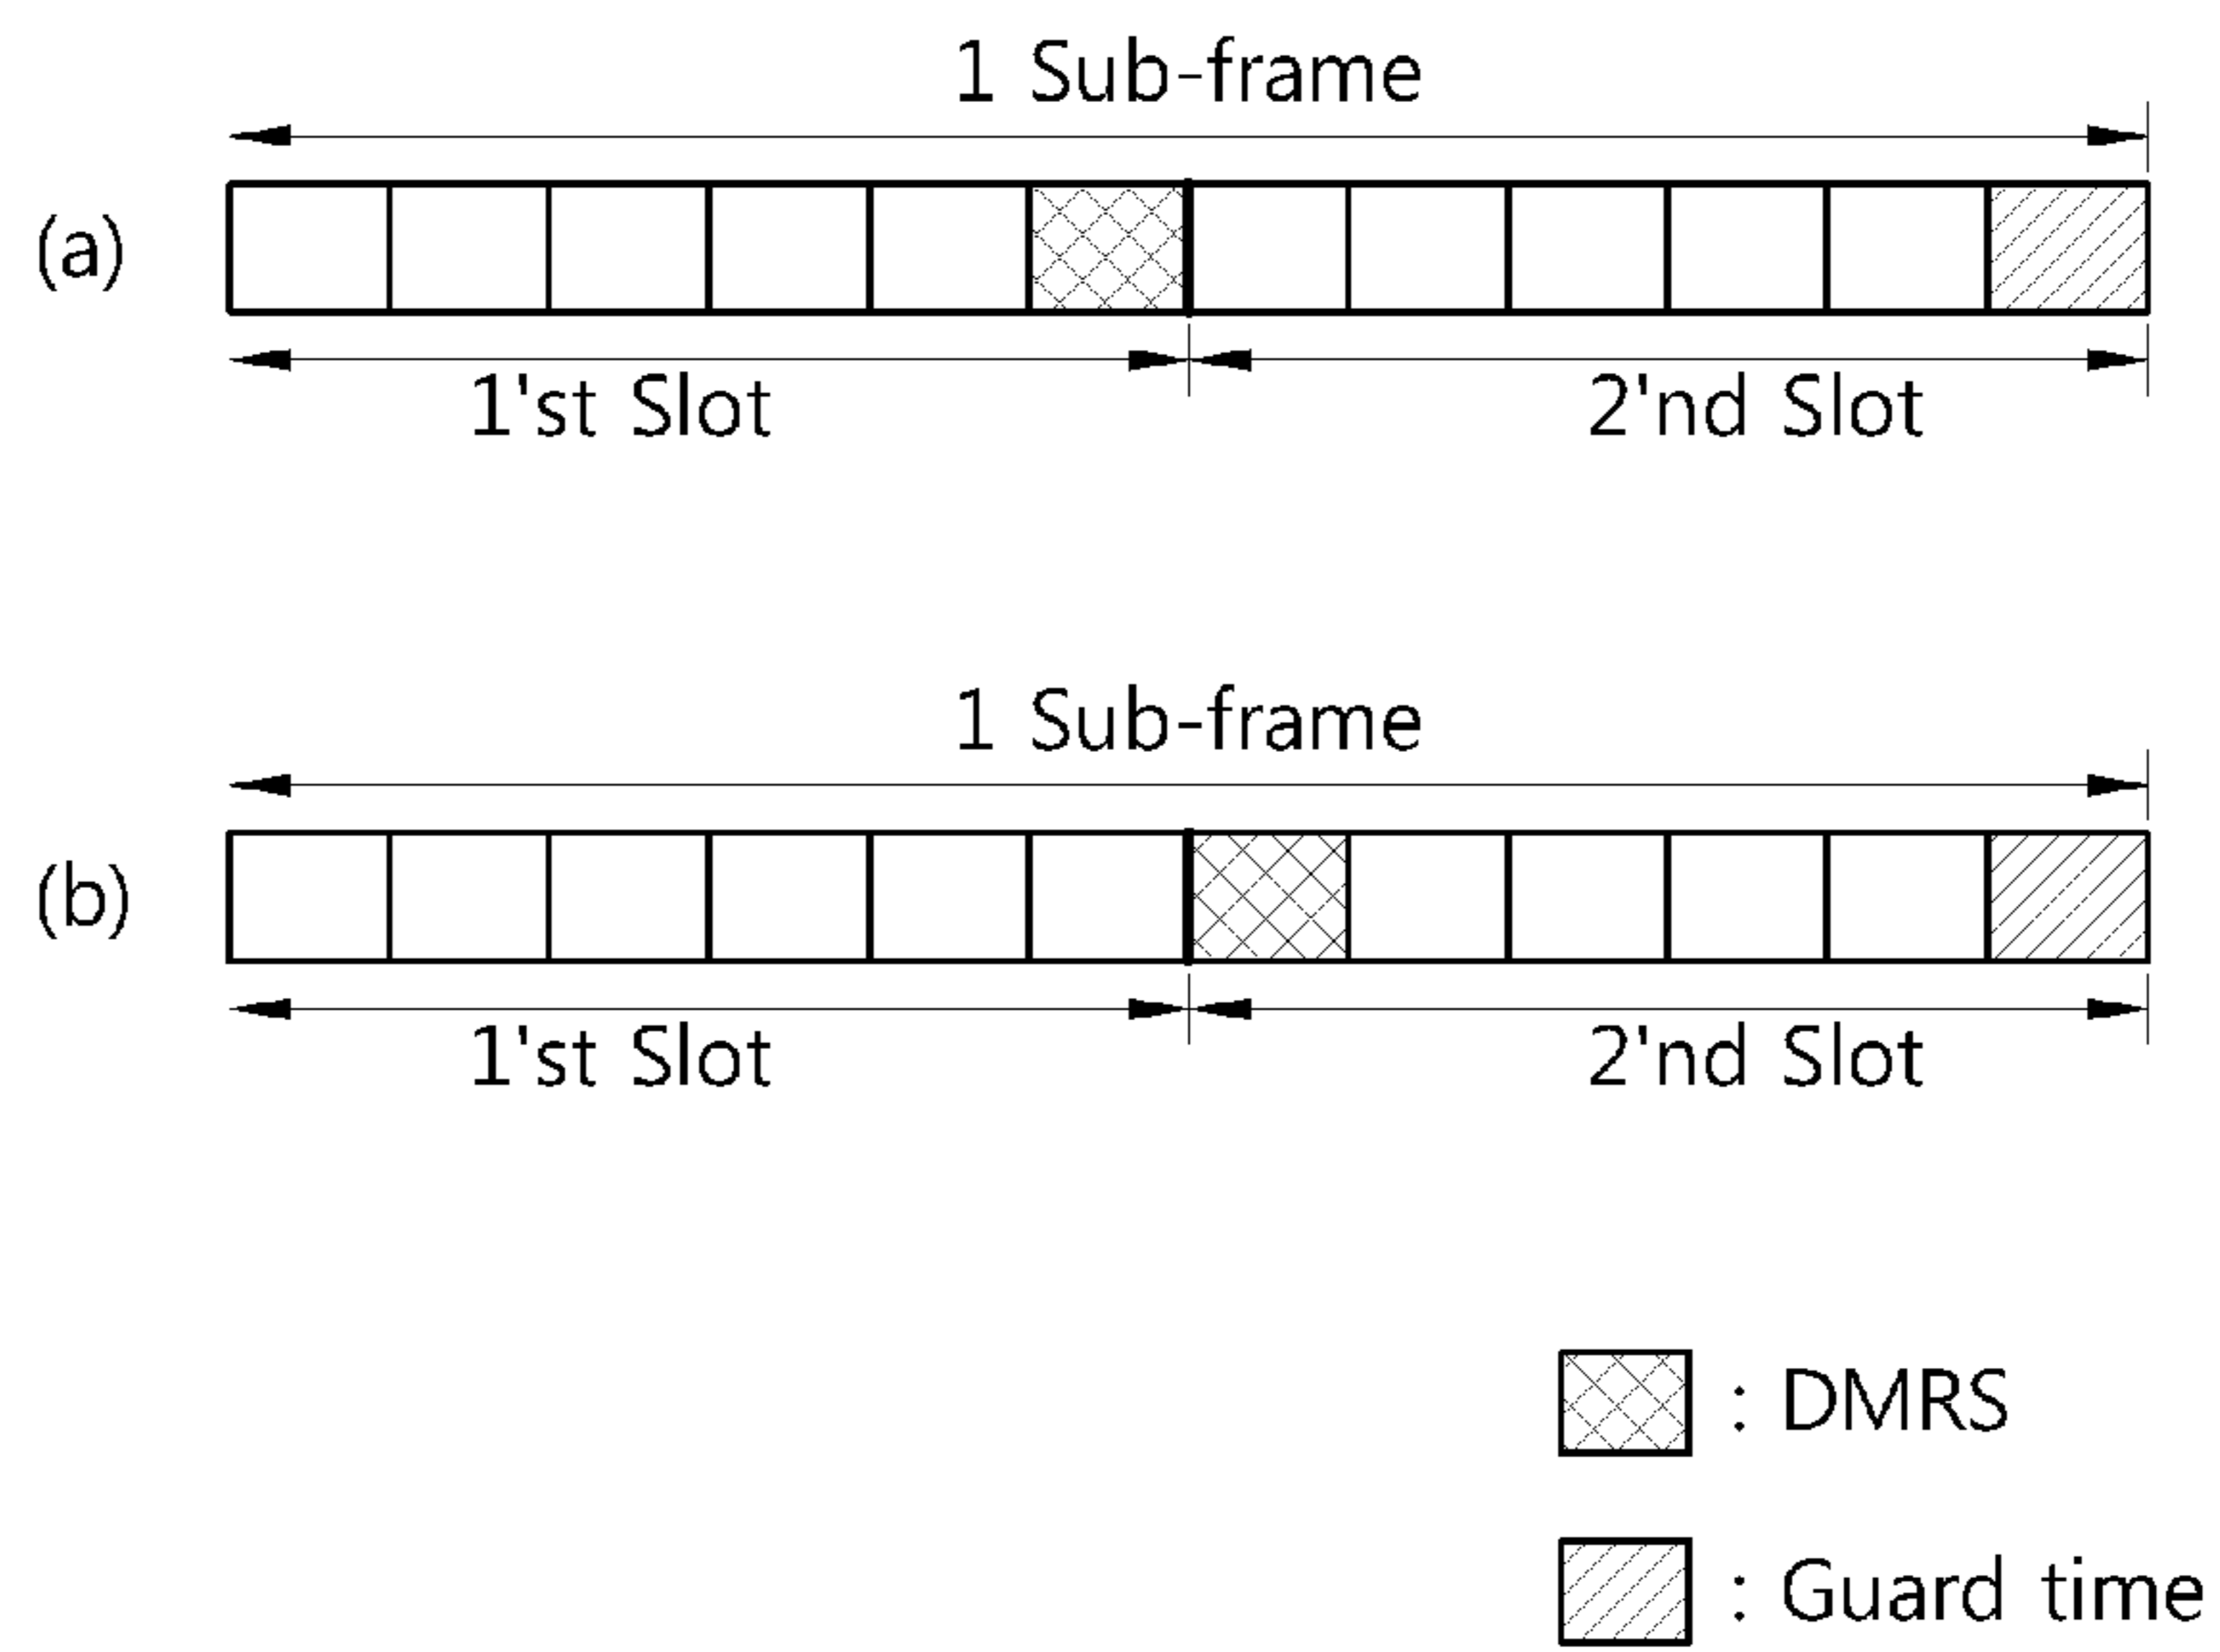 1 Sub-frame
(a)
1'st Slot 2'nd Slot
1 Sub-frame
(b)
1'st Slot 2'nd Slot
: DMRS
: Guard time